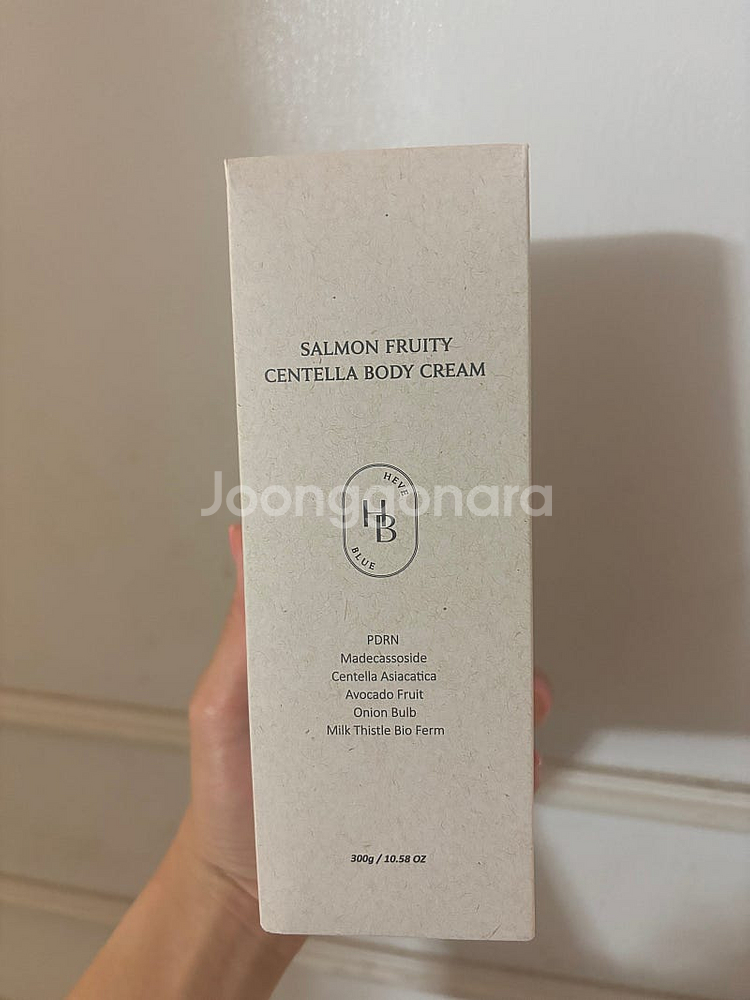 SALMON FRUITY
CENTELLA BODY CREAM
Joonggonara
HEVE
HB
BLUE
PDRN
Madecassoside
Centella Asiacatica
Avocado Fruit
Onion Bulb
Milk Thistle Bio Ferm
300g / 10.58 OZ